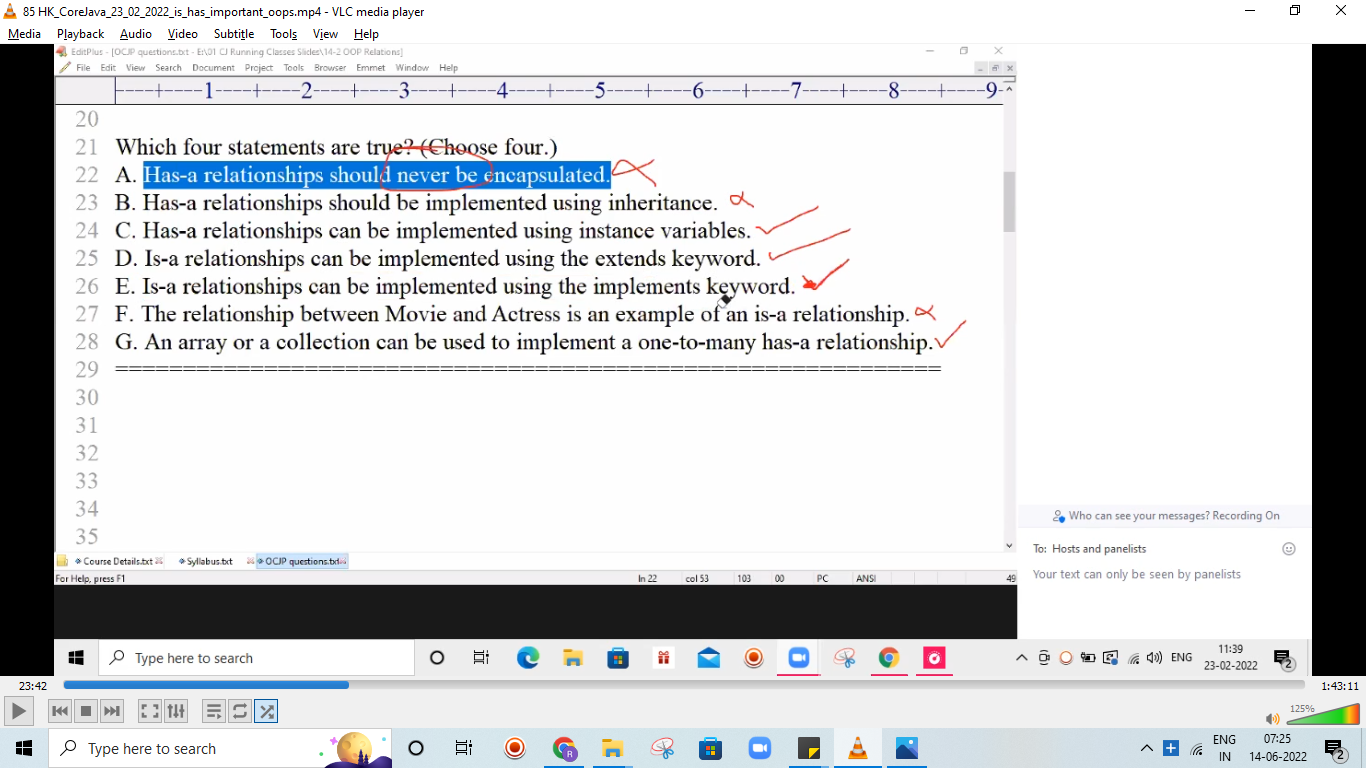 85 HK_CoreJava_23_02_2022_is_has_important_oops.mp4 - VLC media player
Media Playback Audio Video Subtitle Tools View Help
EditPlus - [OCJP questions.txt - E:\01 CJ Running Classes Slides\14-2 OOP Relations]
File Edit View Search Document Project Tools Browser Emmet Window Help
----+----1----+----2----+----3----+----4----+----5----+----6----+----7----+----8----+----9-
20
21 Which four statements are true? (Choose four.)
22 A. Has-a relationships should never be encapsulated.
23 B. Has-a relationships should be implemented using inheritance.
24 C. Has-a relationships can be implemented using instance variables.
25 D. Is-a relationships can be implemented using the extends keyword.
26 E. Is-a relationships can be implemented using the implements keyword.
27 F. The relationship between Movie and Actress is an example of an is-a relationship.
28 G. An array or a collection can be used to implement a one-to-many has-a relationship.
29 ==========================================================
30
31
32
33
34
35
Who can see your messages? Recording On
To: Hosts and panelists
Your text can only be seen by panelists
Course Details.txt Syllabus.txt OCJP questions.txt
For Help, press F1 ln 22 col 53 103 00 PC ANSI 49
Type here to search ENG 11:39
23-02-2022 2
23:42 1:43:11
125%
Type here to search ENG 07:25
IN 14-06-2022 2